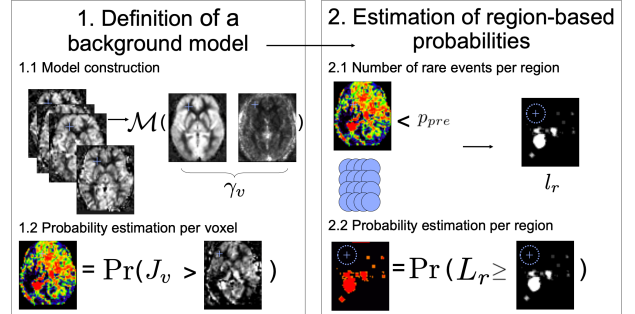 1. Definition of a
background model
1.1 Model construction
ℳ( )
γ_v
1.2 Probability estimation per voxel
= Pr(J_v > )
2. Estimation of region-based
probabilities
2.1 Number of rare events per region
< p_pre
l_r
2.2 Probability estimation per region
= Pr (L_r ≥ )